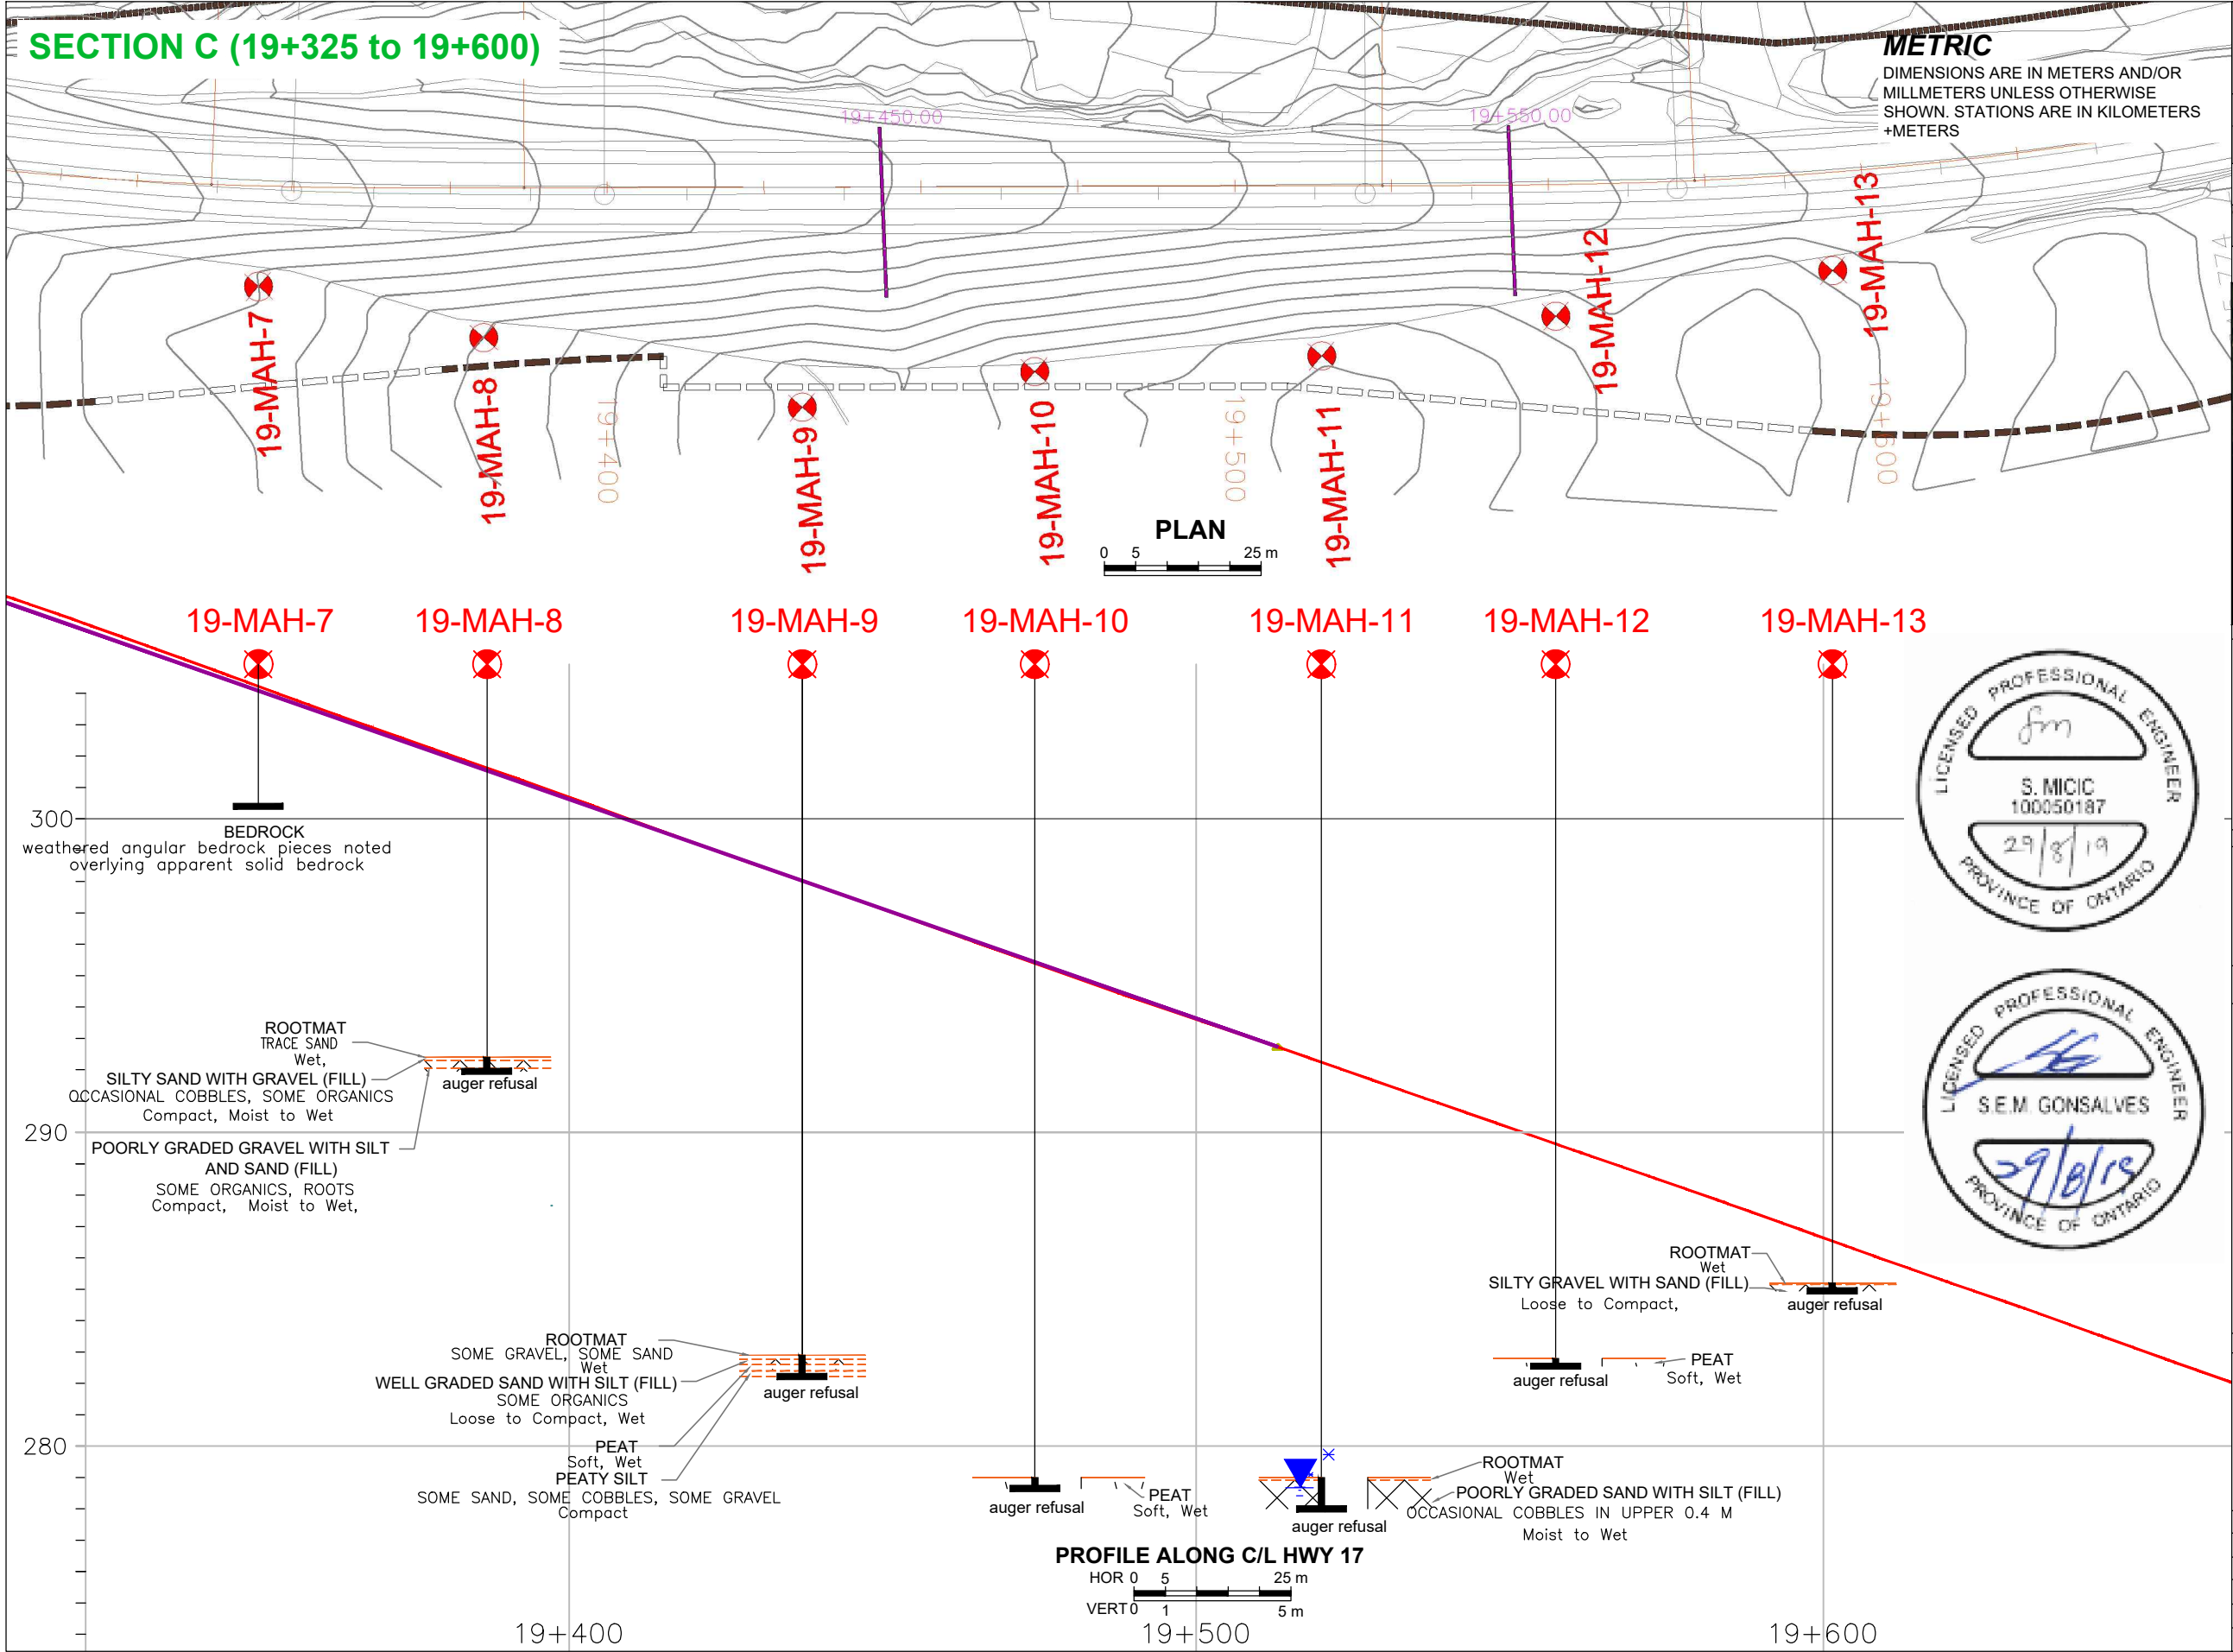 SECTION C (19+325 to 19+600)
METRIC
DIMENSIONS ARE IN METERS AND/OR
MILLMETERS UNLESS OTHERWISE
SHOWN. STATIONS ARE IN KILOMETERS
+METERS
19+450.00
19+550.00
19-MAH-7
19-MAH-8
19-MAH-9
19-MAH-10
19-MAH-11
19-MAH-12
19-MAH-13
19+400
19+500
19+600
PLAN
0 5 25 m
19-MAH-7
19-MAH-8
19-MAH-9
19-MAH-10
19-MAH-11
19-MAH-12
19-MAH-13
LICENSED PROFESSIONAL ENGINEER
S. MICIC
100050187
29/8/19
PROVINCE OF ONTARIO
LICENSED PROFESSIONAL ENGINEER
S.E.M. GONSALVES
29/8/19
PROVINCE OF ONTARIO
300
290
280
BEDROCK
weathered angular bedrock pieces noted
overlying apparent solid bedrock
ROOTMAT
TRACE SAND
Wet,
SILTY SAND WITH GRAVEL (FILL)
OCCASIONAL COBBLES, SOME ORGANICS
Compact, Moist to Wet
POORLY GRADED GRAVEL WITH SILT
AND SAND (FILL)
SOME ORGANICS, ROOTS
Compact, Moist to Wet,
auger refusal
ROOTMAT
SOME GRAVEL, SOME SAND
Wet
WELL GRADED SAND WITH SILT (FILL)
SOME ORGANICS
Loose to Compact, Wet
PEAT
Soft, Wet
PEATY SILT
SOME SAND, SOME COBBLES, SOME GRAVEL
Compact
auger refusal
auger refusal
PEAT
Soft, Wet
auger refusal
ROOTMAT
Wet
POORLY GRADED SAND WITH SILT (FILL)
OCCASIONAL COBBLES IN UPPER 0.4 M
Moist to Wet
auger refusal
PEAT
Soft, Wet
ROOTMAT
Wet
SILTY GRAVEL WITH SAND (FILL)
Loose to Compact,
auger refusal
PROFILE ALONG C/L HWY 17
HOR 0 5 25 m
VERT 0 1 5 m
19+400
19+500
19+600